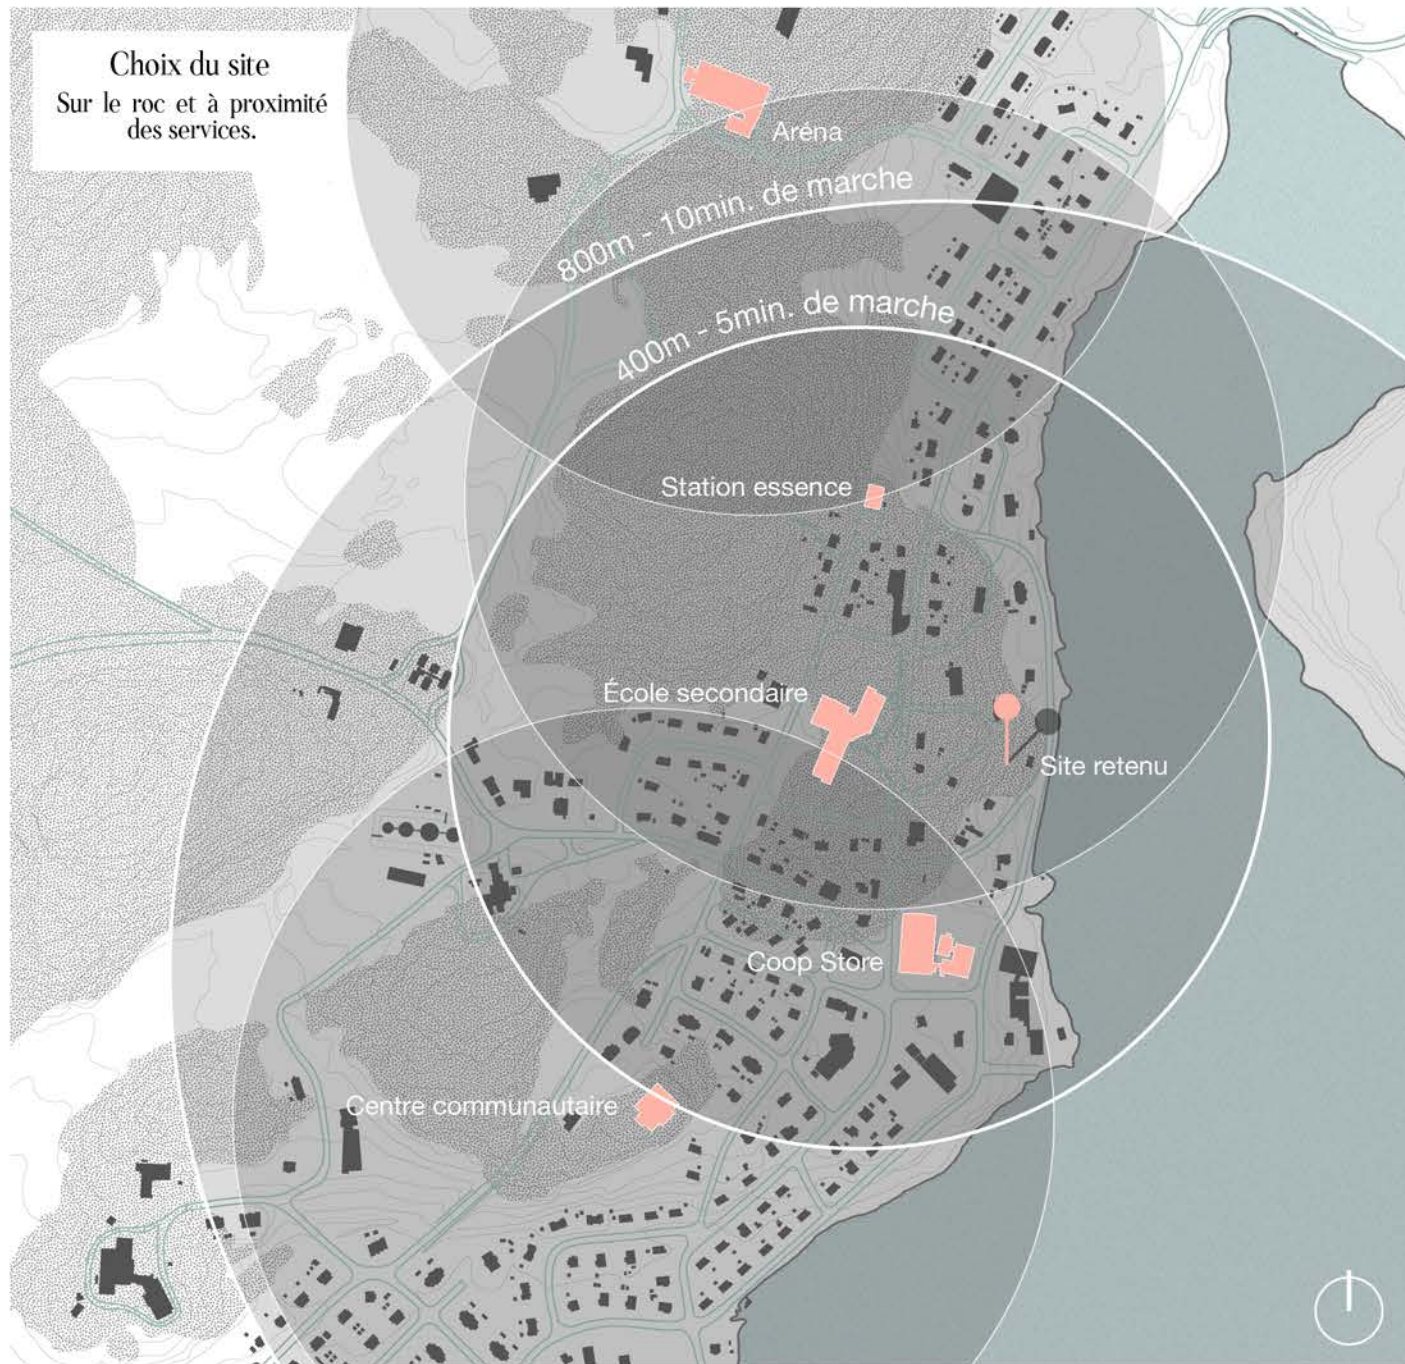 Choix du site
Sur le roc et à proximité
des services.
Aréna
800m - 10min. de marche
400m - 5min. de marche
Station essence
École secondaire
Site retenu
Coop Store
Centre communautaire